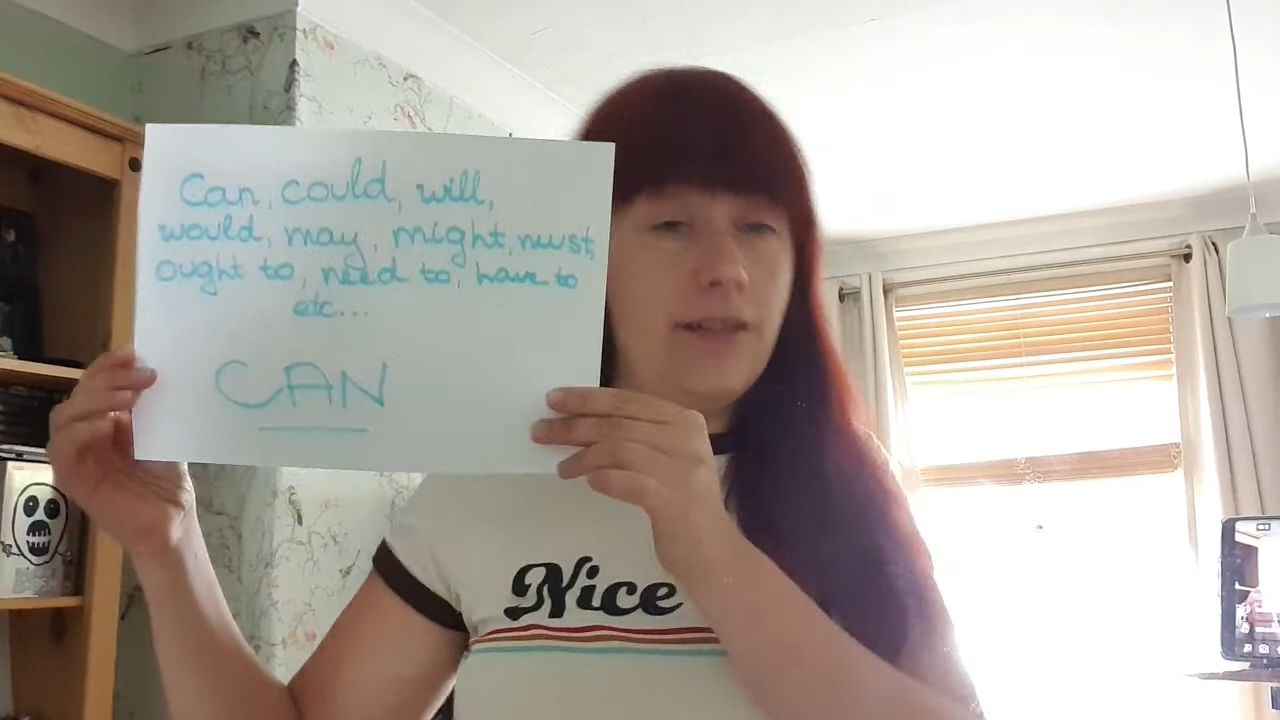 Can, could, will,
would, may, might, must,
ought to, need to, have to
etc...
CAN
Nice